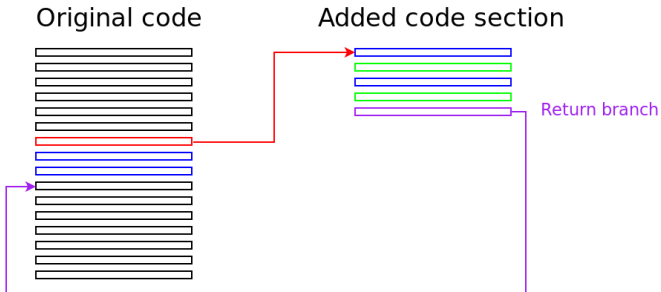 Original code
Added code section
Return branch